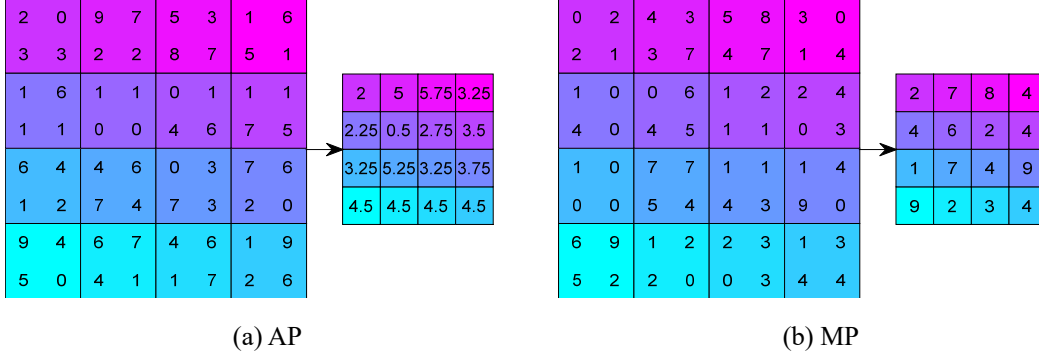 2 0 9 7 5 3 1 6
3 3 2 2 8 7 5 1
1 6 1 1 0 1 1 1
1 1 0 0 4 6 7 5
6 4 4 6 0 3 7 6
1 2 7 4 7 3 2 0
9 4 6 7 4 6 1 9
5 0 4 1 1 7 2 6
2 5 5.75 3.25
2.25 0.5 2.75 3.5
3.25 5.25 3.25 3.75
4.5 4.5 4.5 4.5
(a) AP
0 2 4 3 5 8 3 0
2 1 3 7 4 7 1 4
1 0 0 6 1 2 2 4
4 0 4 5 1 1 0 3
1 0 7 7 1 1 1 4
0 0 5 4 4 3 9 0
6 9 1 2 2 3 1 3
5 2 2 0 0 3 4 4
2 7 8 4
4 6 2 4
1 7 4 9
9 2 3 4
(b) MP